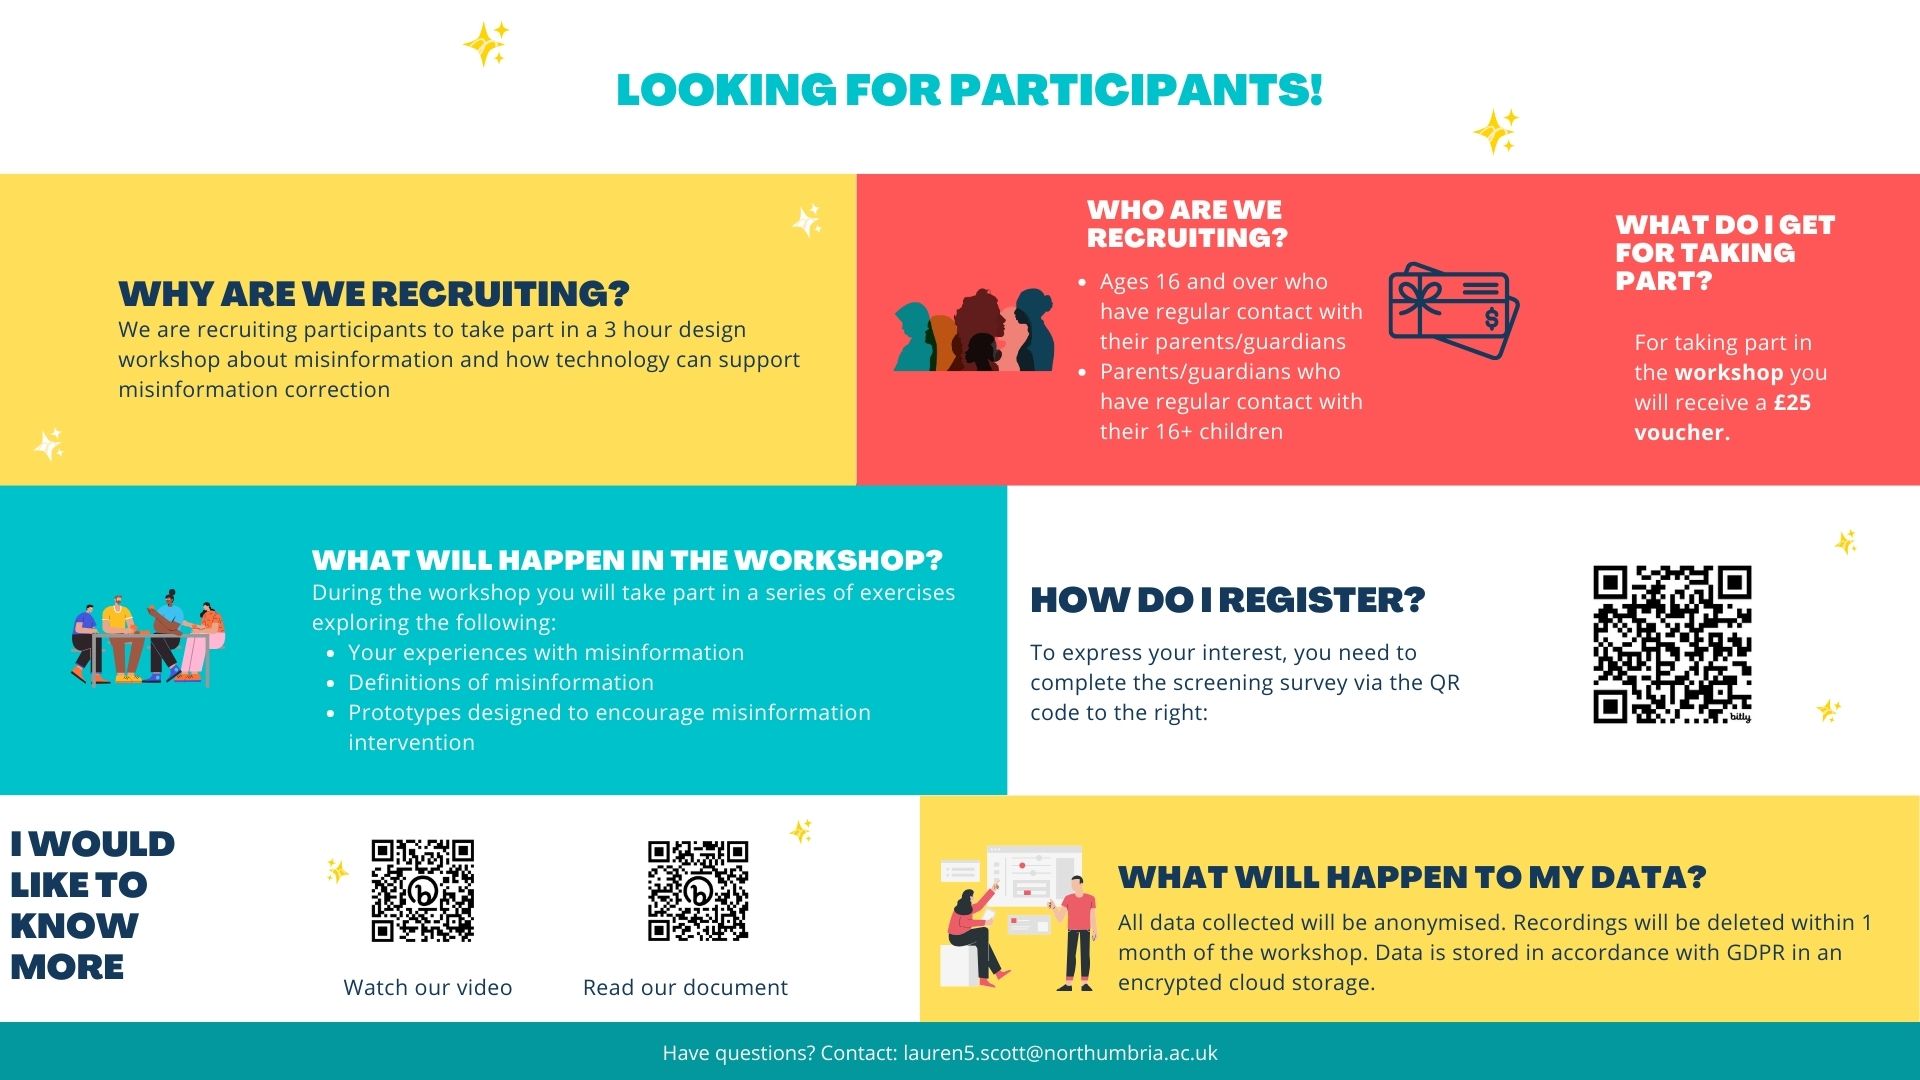 LOOKING FOR PARTICIPANTS!
WHY ARE WE RECRUITING?
We are recruiting participants to take part in a 3 hour design
workshop about misinformation and how technology can support
misinformation correction
WHO ARE WE
RECRUITING?
• Ages 16 and over who
have regular contact with
their parents/guardians
• Parents/guardians who
have regular contact with
their 16+ children
$
WHAT DO I GET
FOR TAKING
PART?
For taking part in
the workshop you
will receive a £25
voucher.
WHAT WILL HAPPEN IN THE WORKSHOP?
During the workshop you will take part in a series of exercises
exploring the following:
• Your experiences with misinformation
• Definitions of misinformation
• Prototypes designed to encourage misinformation
intervention
HOW DO I REGISTER?
To express your interest, you need to
complete the screening survey via the QR
code to the right:
bitly
I WOULD
LIKE TO
KNOW
MORE
Watch our video
Read our document
WHAT WILL HAPPEN TO MY DATA?
All data collected will be anonymised. Recordings will be deleted within 1
month of the workshop. Data is stored in accordance with GDPR in an
encrypted cloud storage.
Have questions? Contact: lauren5.scott@northumbria.ac.uk